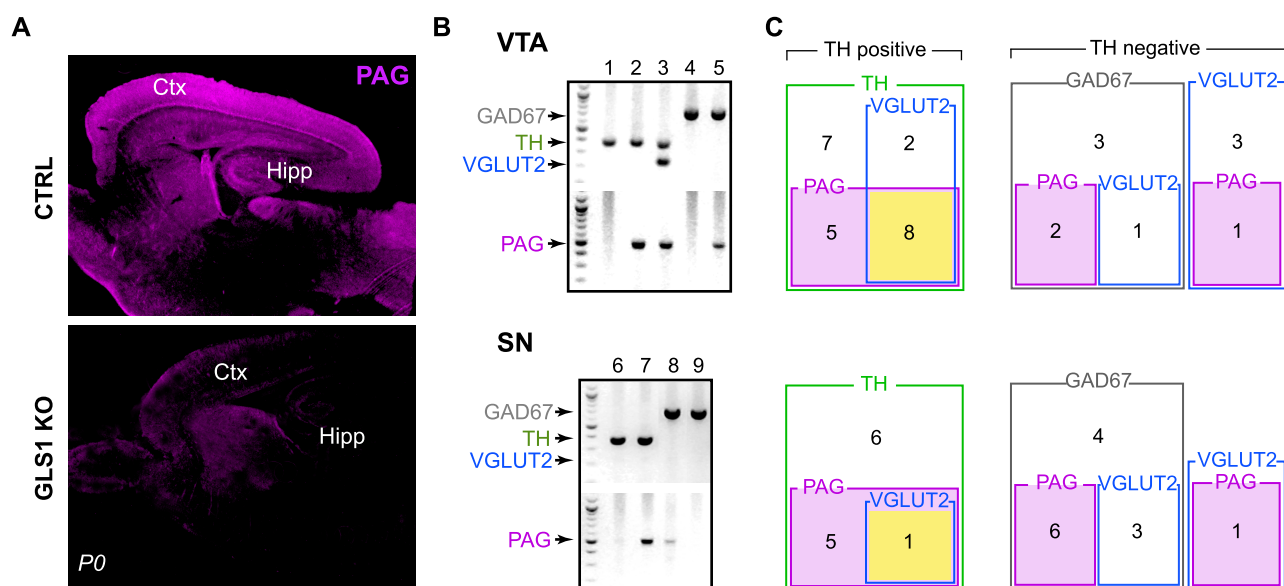 A
CTRL
PAG
Ctx
Hipp
GLS1 KO
Ctx
Hipp
P0
B
VTA
1 2 3 4 5
GAD67
TH
VGLUT2
PAG
SN
6 7 8 9
GAD67
TH
VGLUT2
PAG
C
TH positive
TH
VGLUT2
7 2
PAG
5 8
TH negative
GAD67
VGLUT2
3 3
PAG VGLUT2 PAG
2 1 1
TH
6
PAG
VGLUT2
5 1
GAD67
4
VGLUT2
PAG VGLUT2 PAG
6 3 1